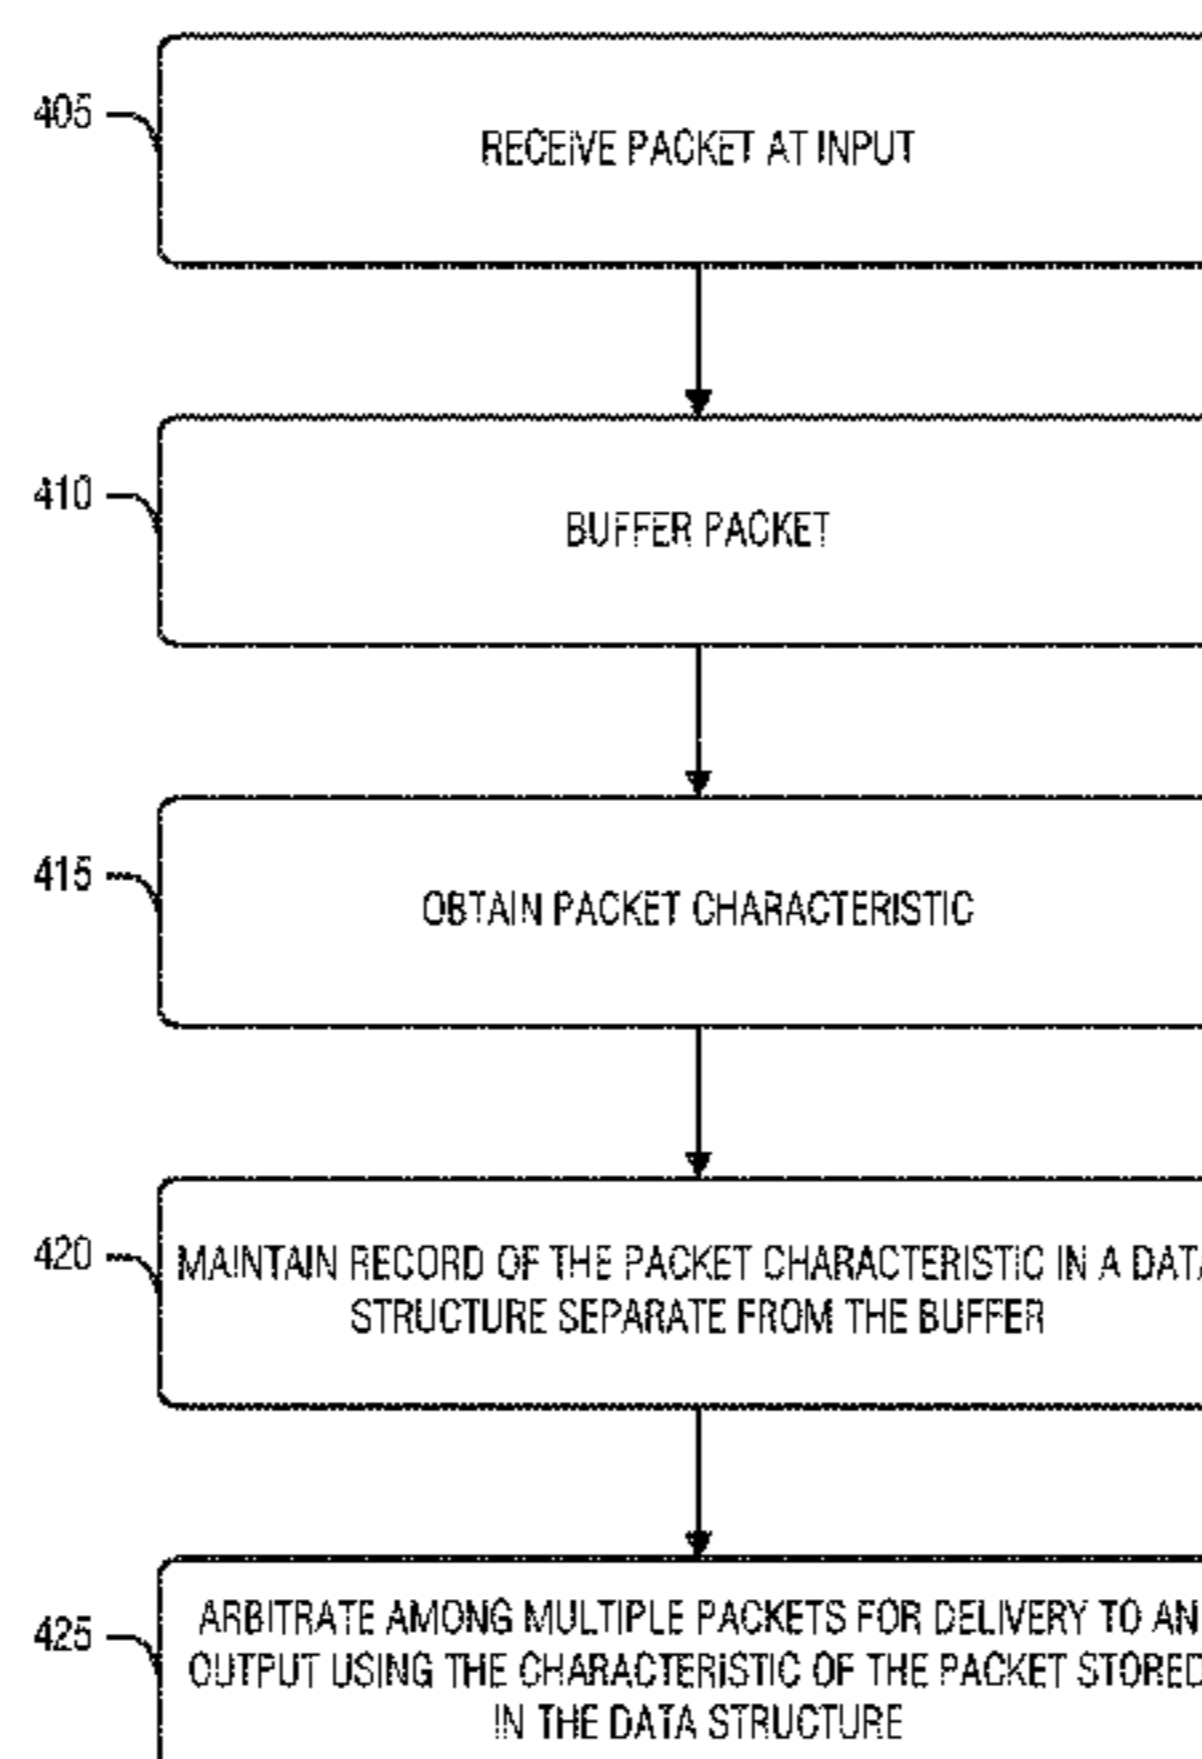 405
RECEIVE PACKET AT INPUT
410
BUFFER PACKET
415
OBTAIN PACKET CHARACTERISTIC
420
MAINTAIN RECORD OF THE PACKET CHARACTERISTIC IN A DATA
STRUCTURE SEPARATE FROM THE BUFFER
425
ARBITRATE AMONG MULTIPLE PACKETS FOR DELIVERY TO AN
OUTPUT USING THE CHARACTERISTIC OF THE PACKET STORED
IN THE DATA STRUCTURE